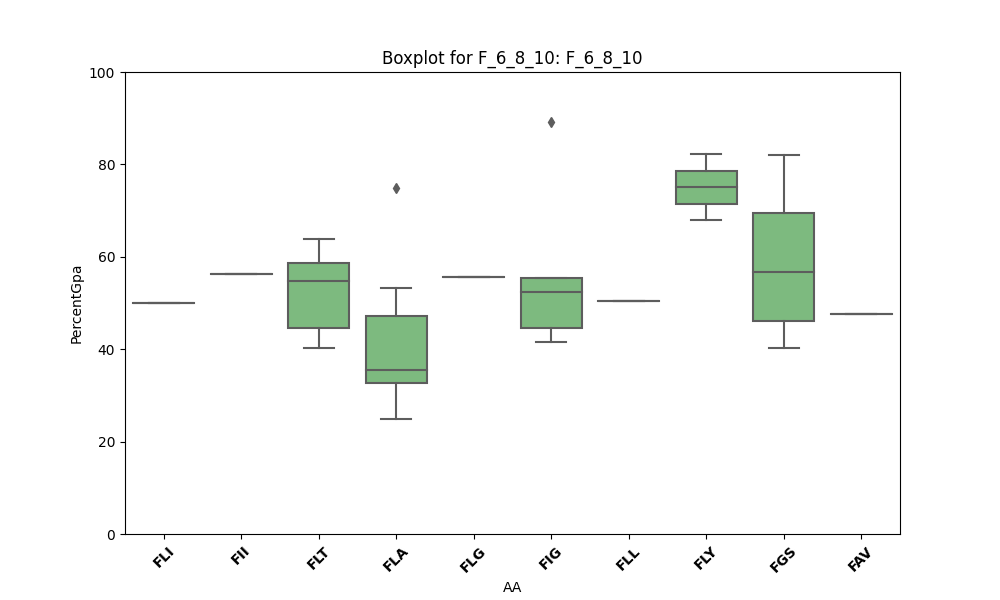 Boxplot for F_6_8_10: F_6_8_10
100
80
60
40
20
0
PercentGpa
FLI
FII
FLT
FLA
FLG
FIG
FLL
FLY
FGS
FAV
AA